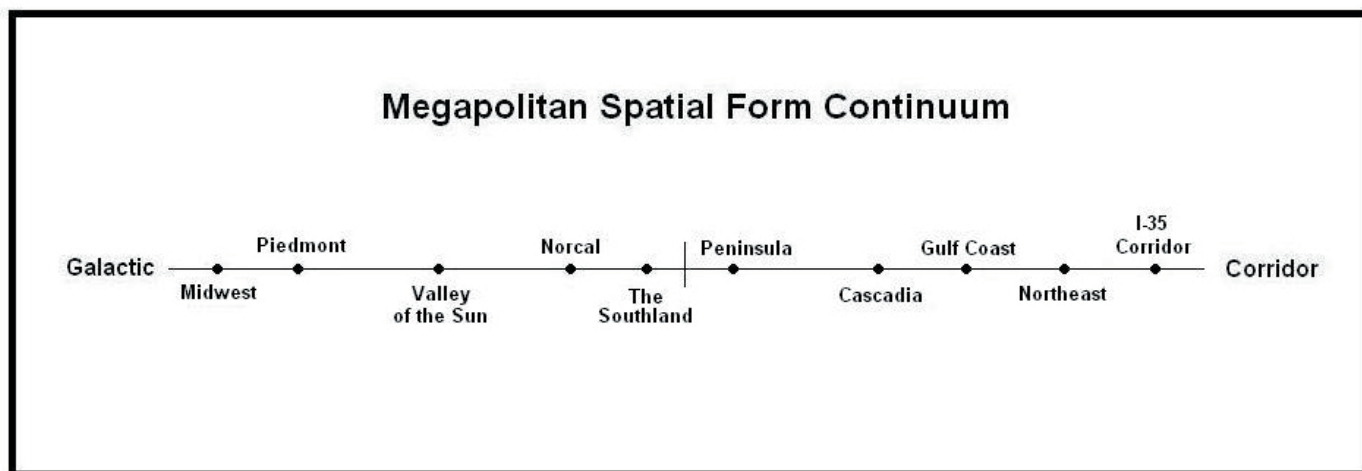 Megapolitan Spatial Form Continuum
Galactic
Midwest
Piedmont
Valley
of the Sun
Norcal
The
Southland
Peninsula
Cascadia
Gulf Coast
Northeast
I-35
Corridor
Corridor